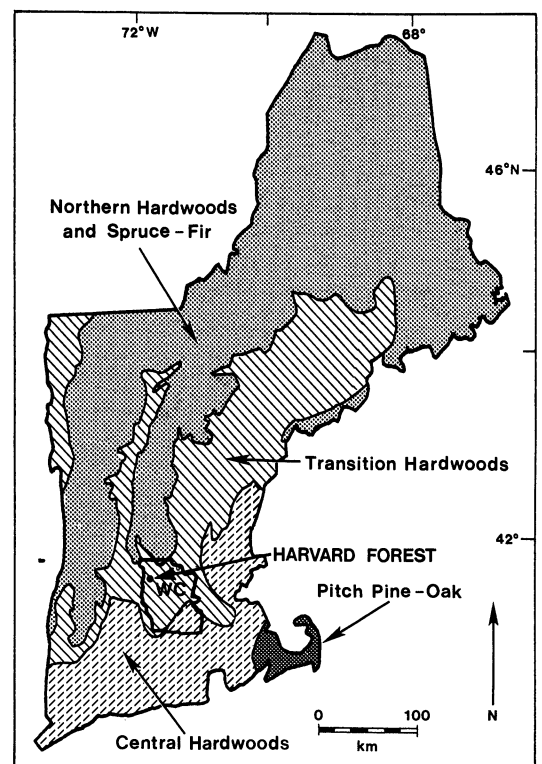 72°W
68°
46°N
Northern Hardwoods
and Spruce-Fir
Transition Hardwoods
42°
HARVARD FOREST
WC
Pitch Pine-Oak
Central Hardwoods
0 100
km
N